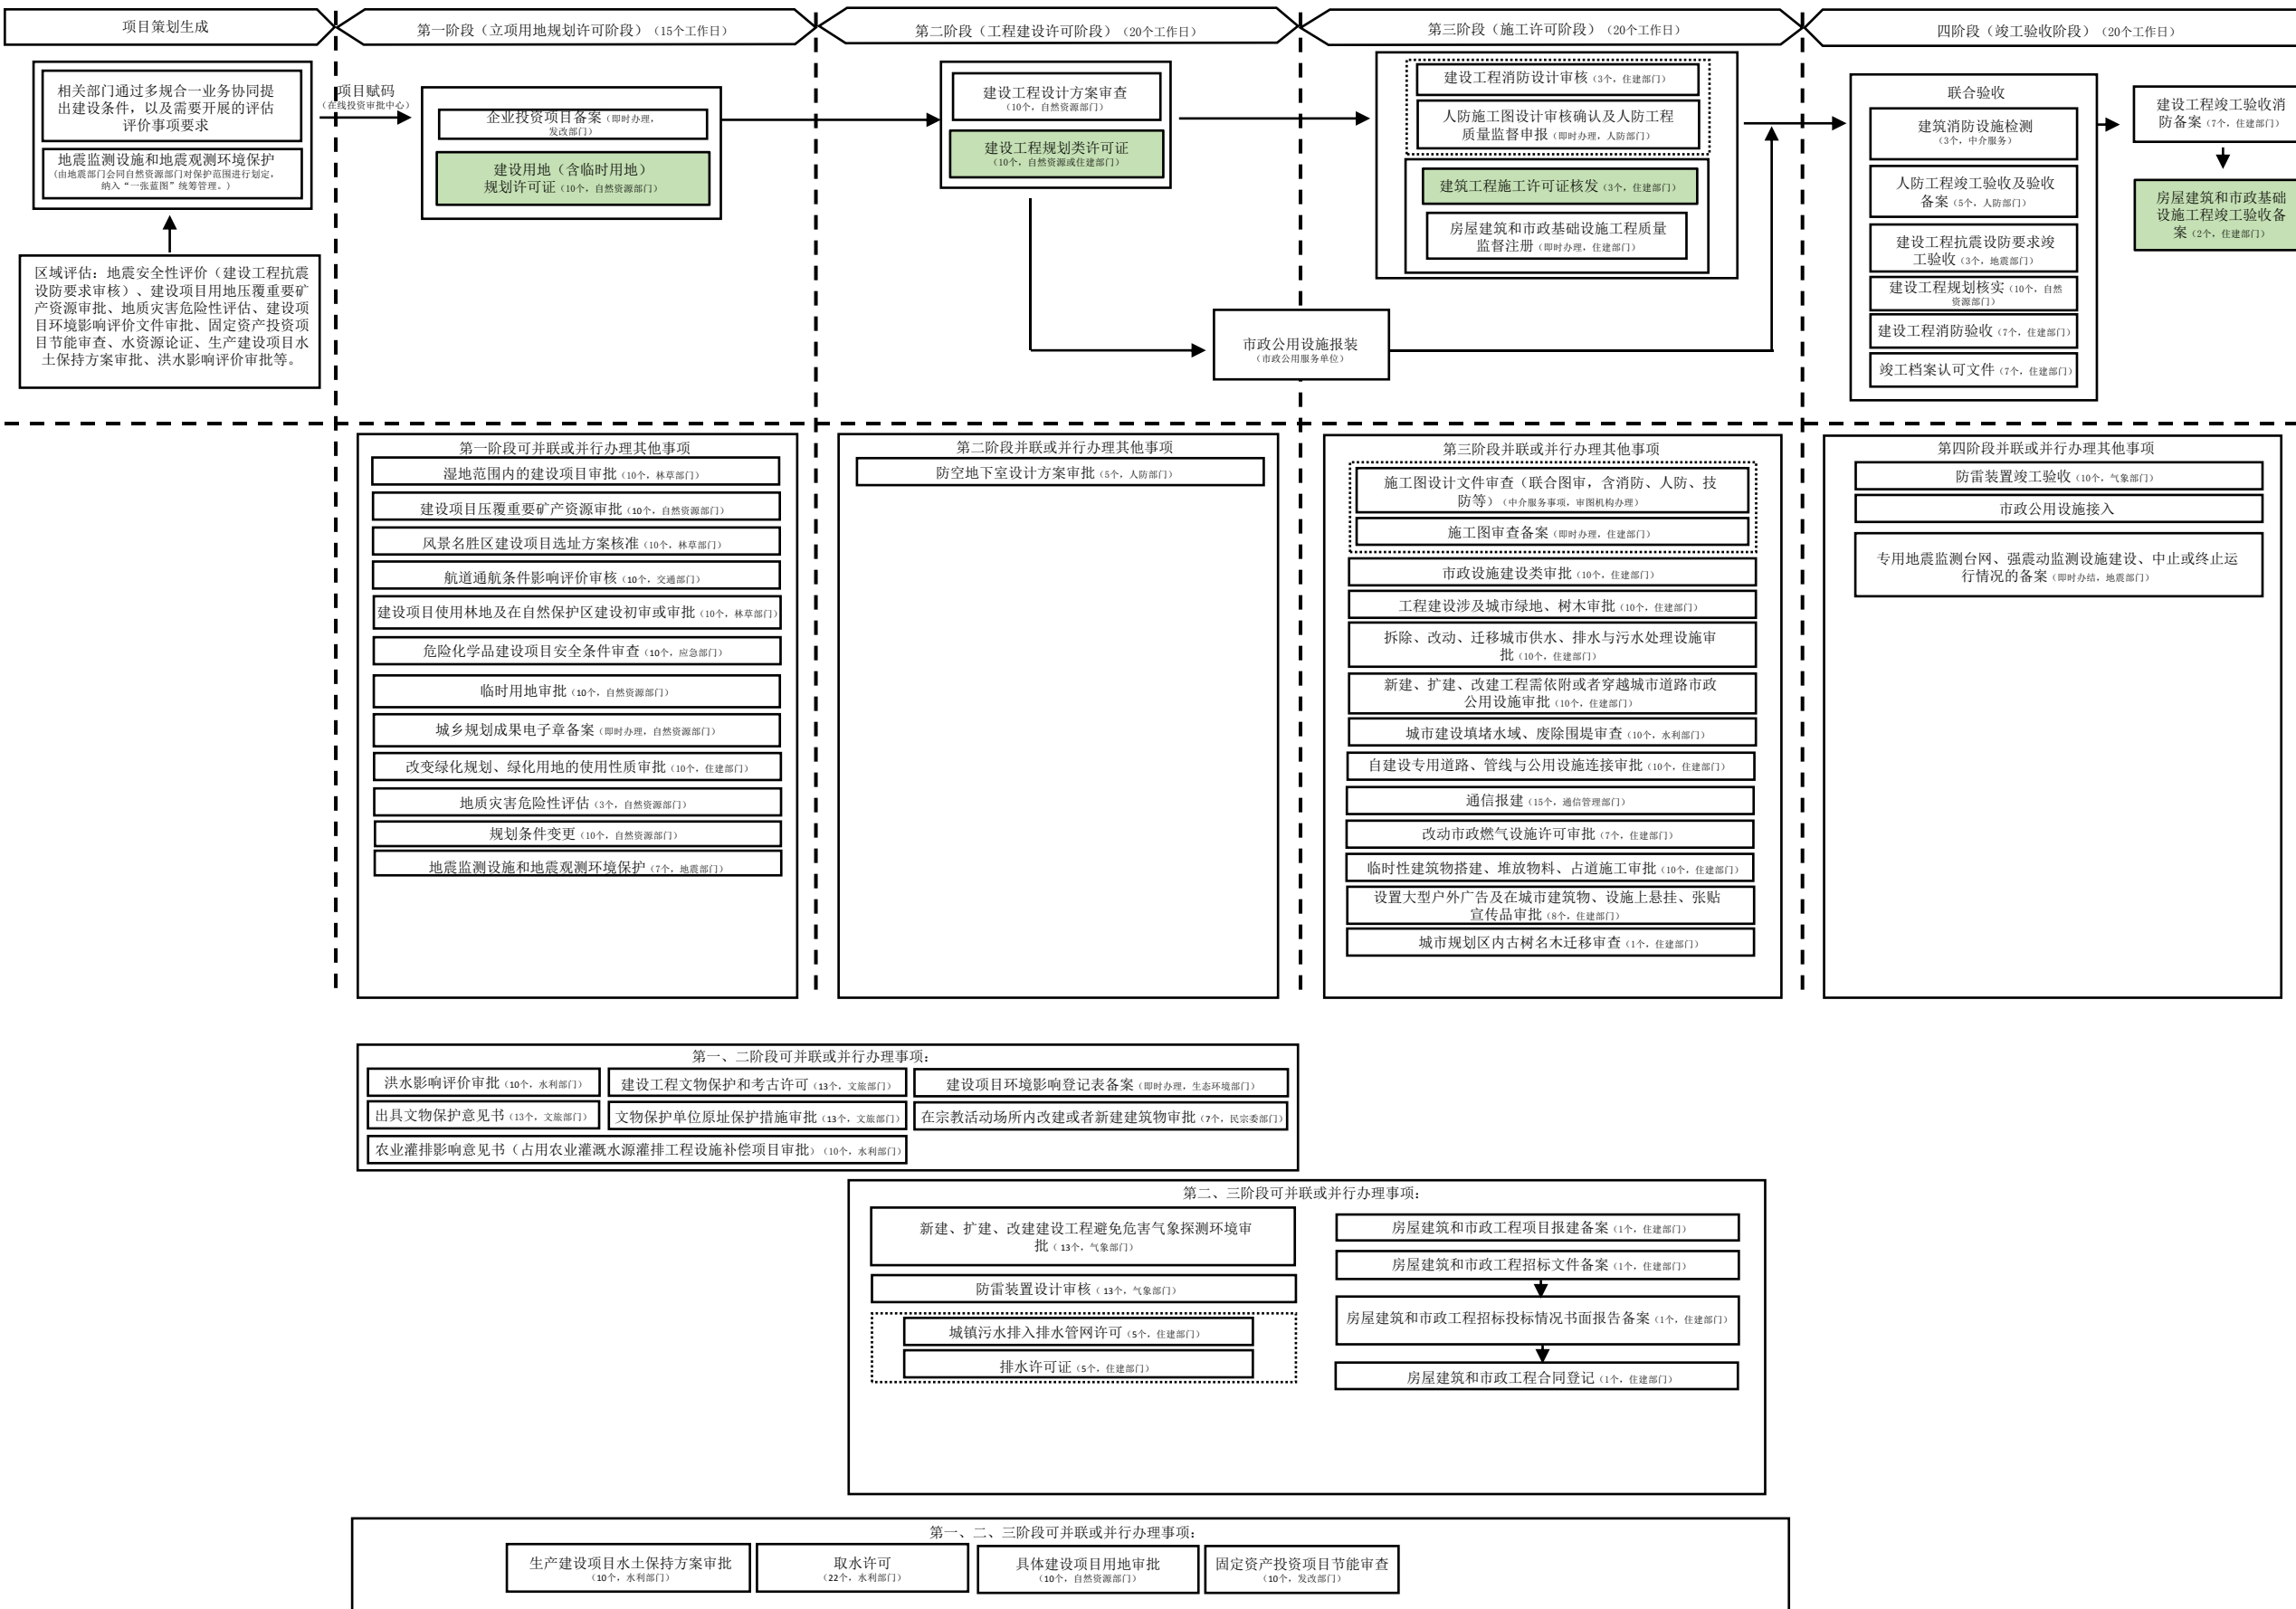 项目策划生成
第一阶段（立项用地规划许可阶段）（15个工作日）
第二阶段（工程建设许可阶段）（20个工作日）
第三阶段（施工许可阶段）（20个工作日）
四阶段（竣工验收阶段）（20个工作日）
相关部门通过多规合一业务协同提
出建设条件，以及需要开展的评估
评价事项要求
地震监测设施和地震观测环境保护
（由地震部门会同自然资源部门对保护范围进行划定，
纳入“一张蓝图”统筹管理。）
区域评估：地震安全性评价（建设工程抗震
设防要求审核）、建设项目用地压覆重要矿
产资源审批、地质灾害危险性评估、建设项
目环境影响评价文件审批、固定资产投资项
目节能审查、水资源论证、生产建设项目水
土保持方案审批、洪水影响评价审批等。
项目赋码
（在线投资审批中心）
企业投资项目备案（即时办理，
发改部门）
建设用地（含临时用地）
规划许可证（10个，自然资源部门）
建设工程设计方案审查
（10个，自然资源部门）
建设工程规划类许可证
（10个，自然资源或住建部门）
市政公用设施报装
（市政公用服务单位）
建设工程消防设计审核（3个，住建部门）
人防施工图设计审核确认及人防工程
质量监督申报（即时办理，人防部门）
建筑工程施工许可证核发（3个，住建部门）
房屋建筑和市政基础设施工程质量
监督注册（即时办理，住建部门）
联合验收
建筑消防设施检测
（3个，中介服务）
人防工程竣工验收及验收
备案（5个，人防部门）
建设工程抗震设防要求竣
工验收（3个，地震部门）
建设工程规划核实（10个，自然
资源部门）
建设工程消防验收（7个，住建部门）
竣工档案认可文件（7个，住建部门）
建设工程竣工验收消
防备案（7个，住建部门）
房屋建筑和市政基础
设施工程竣工验收备
案（2个，住建部门）
第一阶段可并联或并行办理其他事项
湿地范围内的建设项目审批（10个，林草部门）
建设项目压覆重要矿产资源审批（10个，自然资源部门）
风景名胜区建设项目选址方案核准（10个，林草部门）
航道通航条件影响评价审核（10个，交通部门）
建设项目使用林地及在自然保护区建设初审或审批（10个，林草部门）
危险化学品建设项目安全条件审查（10个，应急部门）
临时用地审批（10个，自然资源部门）
城乡规划成果电子章备案（即时办理，自然资源部门）
改变绿化规划、绿化用地的使用性质审批（10个，住建部门）
地质灾害危险性评估（3个，自然资源部门）
规划条件变更（10个，自然资源部门）
地震监测设施和地震观测环境保护（7个，地震部门）
第二阶段并联或并行办理其他事项
防空地下室设计方案审批（5个，人防部门）
第三阶段并联或并行办理其他事项
施工图设计文件审查（联合图审，含消防、人防、技
防等）（中介服务事项，审图机构办理）
施工图审查备案（即时办理，住建部门）
市政设施建设类审批（10个，住建部门）
工程建设涉及城市绿地、树木审批（10个，住建部门）
拆除、改动、迁移城市供水、排水与污水处理设施审
批（10个，住建部门）
新建、扩建、改建工程需依附或者穿越城市道路市政
公用设施审批（10个，住建部门）
城市建设填堵水域、废除围堤审查（10个，水利部门）
自建设专用道路、管线与公用设施连接审批（10个，住建部门）
通信报建（15个，通信管理部门）
改动市政燃气设施许可审批（7个，住建部门）
临时性建筑物搭建、堆放物料、占道施工审批（10个，住建部门）
设置大型户外广告及在城市建筑物、设施上悬挂、张贴
宣传品审批（8个，住建部门）
城市规划区内古树名木迁移审查（1个，住建部门）
第四阶段并联或并行办理其他事项
防雷装置竣工验收（10个，气象部门）
市政公用设施接入
专用地震监测台网、强震动监测设施建设、中止或终止运
行情况的备案（即时办结，地震部门）
第一、二阶段可并联或并行办理事项：
洪水影响评价审批（10个，水利部门）
建设工程文物保护和考古许可（13个，文旅部门）
建设项目环境影响登记表备案（即时办理，生态环境部门）
出具文物保护意见书（13个，文旅部门）
文物保护单位原址保护措施审批（13个，文旅部门）
在宗教活动场所内改建或者新建建筑物审批（7个，民宗委部门）
农业灌排影响意见书（占用农业灌溉水源灌排工程设施补偿项目审批）（10个，水利部门）
第二、三阶段可并联或并行办理事项：
新建、扩建、改建建设工程避免危害气象探测环境审
批（ 13个，气象部门）
防雷装置设计审核（ 13个，气象部门）
城镇污水排入排水管网许可（5个，住建部门）
排水许可证（5个，住建部门）
房屋建筑和市政工程项目报建备案（1个，住建部门）
房屋建筑和市政工程招标文件备案（1个，住建部门）
房屋建筑和市政工程招标投标情况书面报告备案（1个，住建部门）
房屋建筑和市政工程合同登记（1个，住建部门）
第一、二、三阶段可并联或并行办理事项：
生产建设项目水土保持方案审批
（10个，水利部门）
取水许可
（22个，水利部门）
具体建设项目用地审批
（10个，自然资源部门）
固定资产投资项目节能审查
（10个，发改部门）